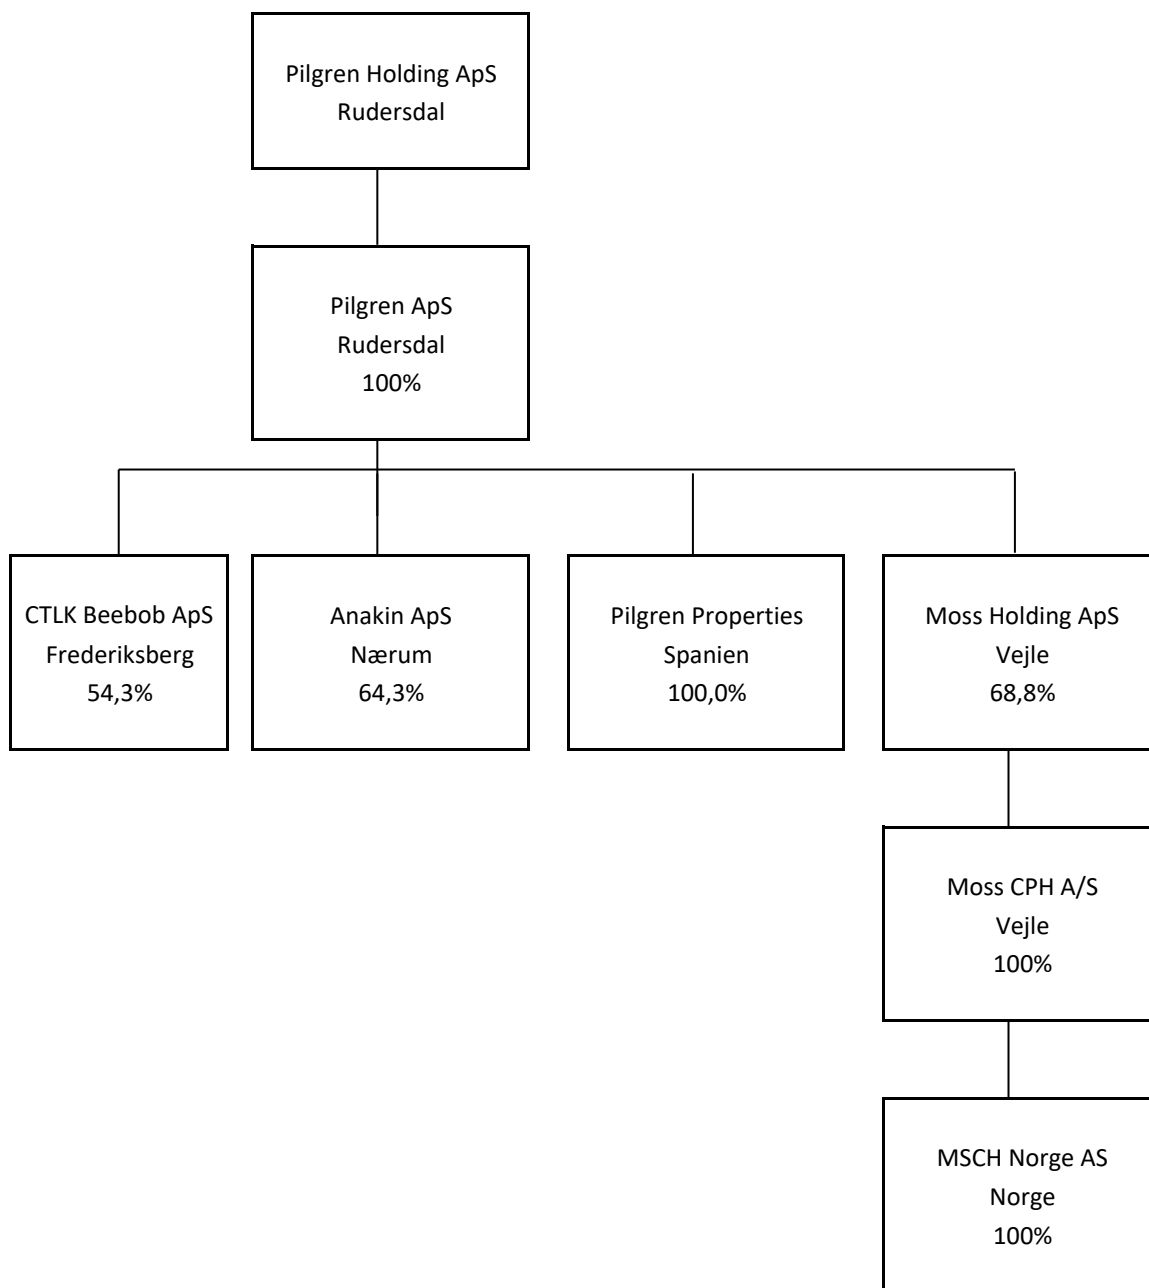 Pilgren Holding ApS
Rudersdal
Pilgren ApS
Rudersdal
100%
CTLK Beebob ApS
Frederiksberg
54,3%
Anakin ApS
Nærum
64,3%
Pilgren Properties
Spanien
100,0%
Moss Holding ApS
Vejle
68,8%
Moss CPH A/S
Vejle
100%
MSCH Norge AS
Norge
100%